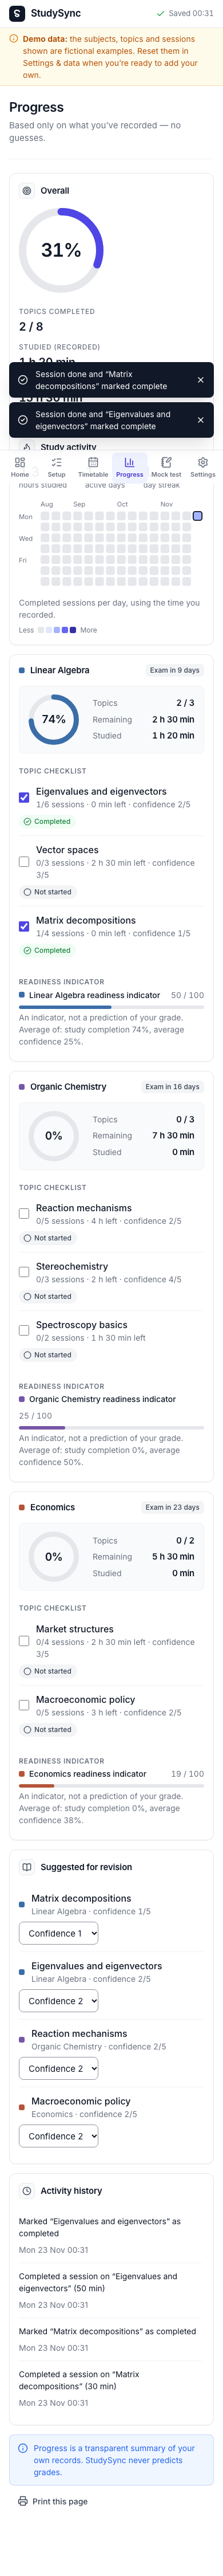 StudySync
Saved 00:31
Demo data: the subjects, topics and sessions
shown are fictional examples. Reset them in
Settings & data when you're ready to add your
own.
Progress
Based only on what you've recorded — no
guesses.
Overall
31%
TOPICS COMPLETED
2 / 8
STUDIED (RECORDED)
1 h 20 min
Session done and “Matrix
decompositions” marked complete
Session done and “Eigenvalues and
eigenvectors” marked complete
Study activity
Home
Setup
Timetable
Progress
Mock test
Settings
hours studied
active days
day streak
Aug
Sep
Oct
Nov
Mon
Wed
Fri
Completed sessions per day, using the time you
recorded.
Less
More
Linear Algebra
Exam in 9 days
74%
Topics
2 / 3
Remaining
2 h 30 min
Studied
1 h 20 min
TOPIC CHECKLIST
Eigenvalues and eigenvectors
1/6 sessions · 0 min left · confidence 2/5
Completed
Vector spaces
0/3 sessions · 2 h 30 min left · confidence
3/5
Not started
Matrix decompositions
1/4 sessions · 0 min left · confidence 1/5
Completed
READINESS INDICATOR
Linear Algebra readiness indicator
50 / 100
An indicator, not a prediction of your grade.
Average of: study completion 74%, average
confidence 25%.
Organic Chemistry
Exam in 16 days
0%
Topics
0 / 3
Remaining
7 h 30 min
Studied
0 min
TOPIC CHECKLIST
Reaction mechanisms
0/5 sessions · 4 h left · confidence 2/5
Not started
Stereochemistry
0/3 sessions · 2 h left · confidence 4/5
Not started
Spectroscopy basics
0/2 sessions · 1 h 30 min left
Not started
READINESS INDICATOR
Organic Chemistry readiness indicator
25 / 100
An indicator, not a prediction of your grade.
Average of: study completion 0%, average
confidence 50%.
Economics
Exam in 23 days
0%
Topics
0 / 2
Remaining
5 h 30 min
Studied
0 min
TOPIC CHECKLIST
Market structures
0/4 sessions · 2 h 30 min left · confidence
3/5
Not started
Macroeconomic policy
0/5 sessions · 3 h left · confidence 2/5
Not started
READINESS INDICATOR
Economics readiness indicator
19 / 100
An indicator, not a prediction of your grade.
Average of: study completion 0%, average
confidence 38%.
Suggested for revision
Matrix decompositions
Linear Algebra · confidence 1/5
Confidence 1
Eigenvalues and eigenvectors
Linear Algebra · confidence 2/5
Confidence 2
Reaction mechanisms
Organic Chemistry · confidence 2/5
Confidence 2
Macroeconomic policy
Economics · confidence 2/5
Confidence 2
Activity history
Marked “Eigenvalues and eigenvectors” as
completed
Mon 23 Nov 00:31
Completed a session on “Eigenvalues and
eigenvectors” (50 min)
Mon 23 Nov 00:31
Marked “Matrix decompositions” as completed
Mon 23 Nov 00:31
Completed a session on “Matrix
decompositions” (30 min)
Mon 23 Nov 00:31
Progress is a transparent summary of your
own records. StudySync never predicts
grades.
Print this page